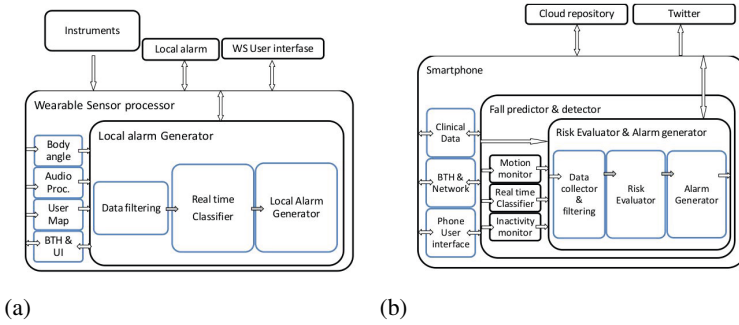 Instruments
Local alarm
WS User interfase
Wearable Sensor processor
Local alarm Generator
Body
angle
Audio
Proc.
User
Map
BTH &
UI
Data filtering
Real time
Classifier
Local Alarm
Generator
(a)
Cloud repository
Twitter
Smartphone
Fall predictor & detector
Clinical
Data
BTH &
Network
Phone
User
interface
Risk Evaluator & Alarm generator
Motion
monitor
Real time
Classifier
Inactivity
monitor
Data
collector
&
filtering
Risk
Evaluator
Alarm
Generator
(b)